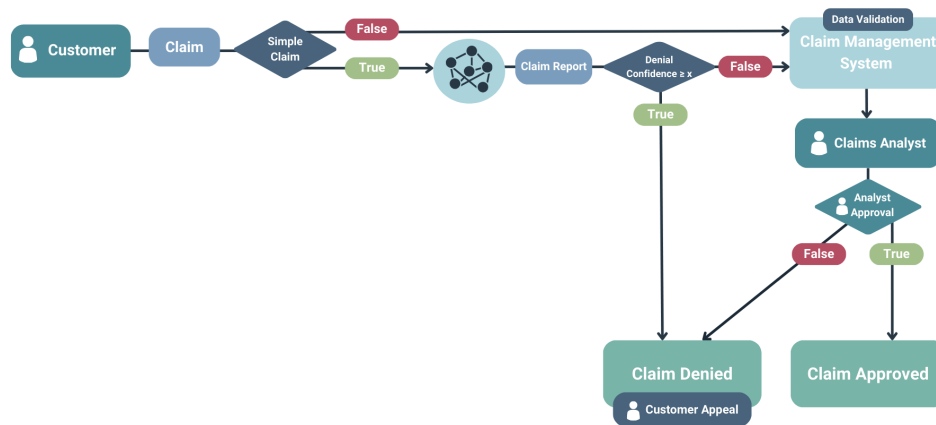 Customer
Claim
Simple
Claim
False
True
Claim Report
Denial
Confidence ≥ x
False
True
Data Validation
Claim Management
System
Claims Analyst
Analyst
Approval
False
True
Claim Denied
Customer Appeal
Claim Approved